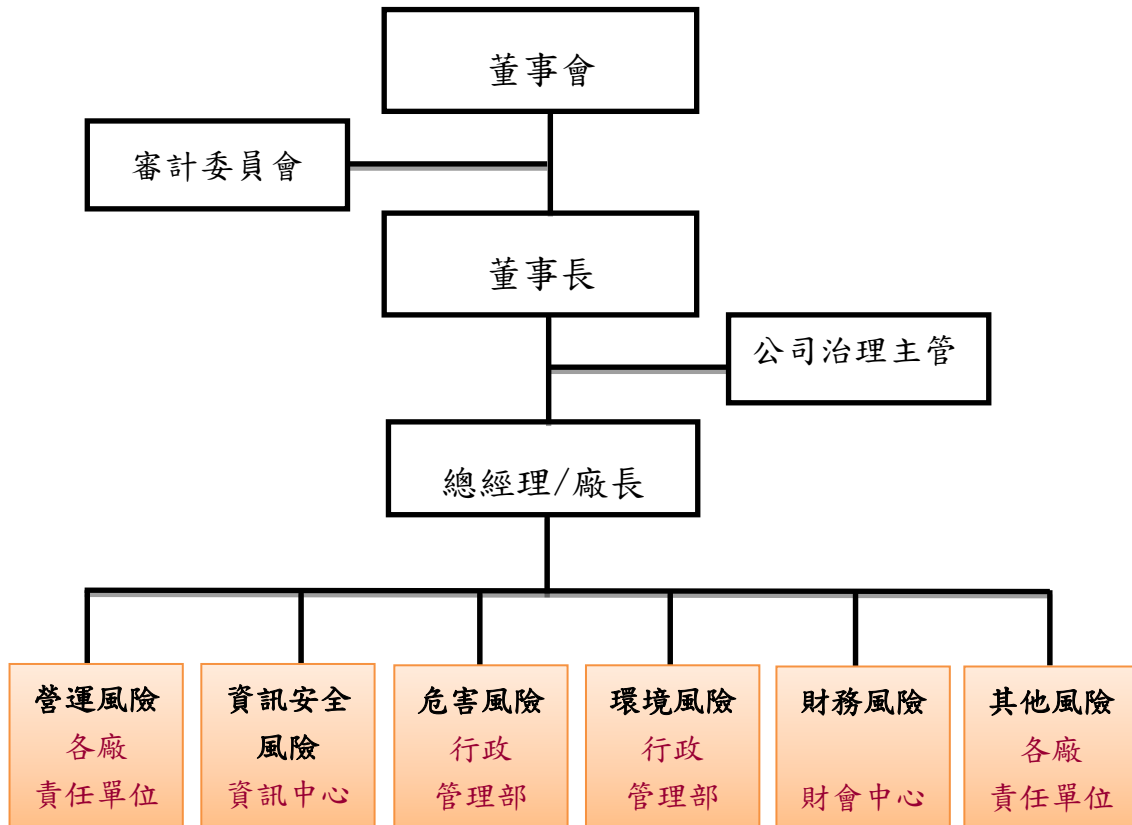 董事會
審計委員會
董事長
公司治理主管
總經理/廠長
營運風險
各廠
責任單位
資訊安全
風險
資訊中心
危害風險
行政
管理部
環境風險
行政
管理部
財務風險
財會中心
其他風險
各廠
責任單位